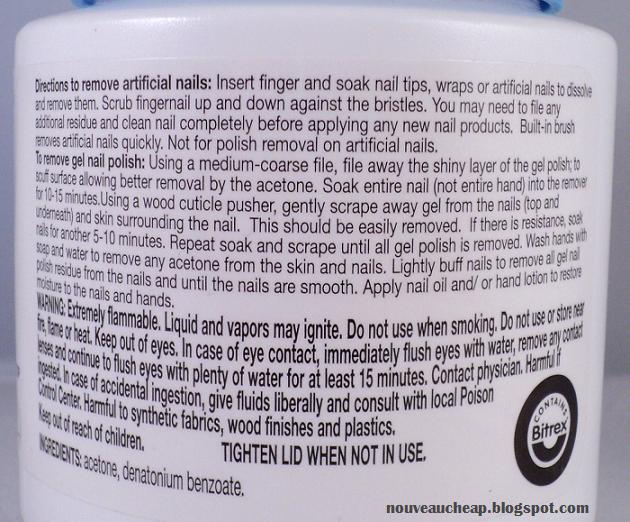 Directions to remove artificial nails: Insert finger and soak nail tips, wraps or artificial nails to dissolve
and remove them. Scrub fingernail up and down against the bristles. You may need to file any
additional residue and clean nail completely before applying any new nail products. Built-in brush
removes artificial nails quickly. Not for polish removal on artificial nails.
To remove gel nail polish: Using a medium-coarse file, file away the shiny layer of the gel polish; to
scuff surface allowing better removal by the acetone. Soak entire nail (not entire hand) into the remover
for 10-15 minutes.Using a wood cuticle pusher, gently scrape away gel from the nails (top and
underneath) and skin surrounding the nail. This should be easily removed. If there is resistance, soak
nails for another 5-10 minutes. Repeat soak and scrape until all gel polish is removed. Wash hands with
soap and water to remove any acetone from the skin and nails. Lightly buff nails to remove all gel nail
polish residue from the nails and until the nails are smooth. Apply nail oil and/ or hand lotion to restore
moisture to the nails and hands.
WARNING: Extremely flammable. Liquid and vapors may ignite. Do not use when smoking. Do not use or store near
fire, flame or heat. Keep out of eyes. In case of eye contact, immediately flush eyes with water, remove any contact
lenses and continue to flush eyes with plenty of water for at least 15 minutes. Contact physician. Harmful if
ingested. In case of accidental ingestion, give fluids liberally and consult with local Poison
Control Center. Harmful to synthetic fabrics, wood finishes and plastics.
Keep out of reach of children.
TIGHTEN LID WHEN NOT IN USE.
INGREDIENTS: acetone, denatonium benzoate.
CONTAINS
Bitrex
nouveaucheap.blogspot.com